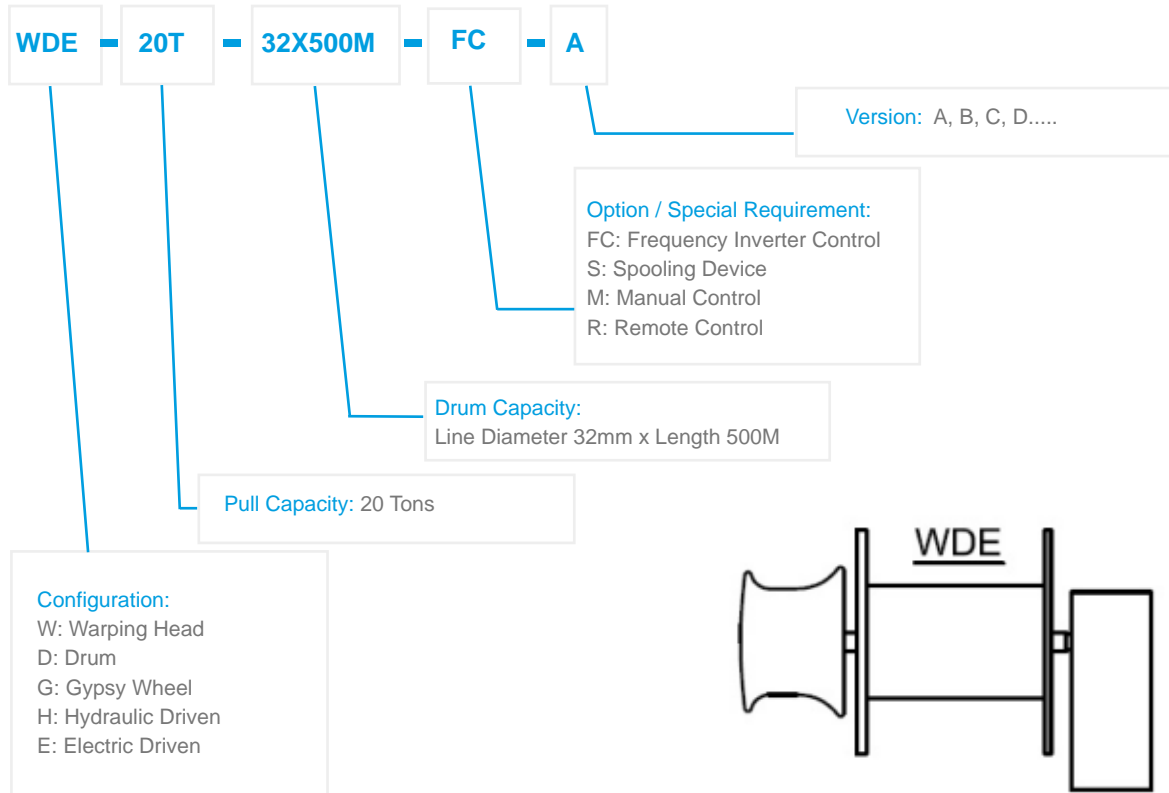 WDE - 20T - 32X500M - FC - A
Version: A, B, C, D.....
Option / Special Requirement:
FC: Frequency Inverter Control
S: Spooling Device
M: Manual Control
R: Remote Control
Drum Capacity:
Line Diameter 32mm x Length 500M
Pull Capacity: 20 Tons
Configuration:
W: Warping Head
D: Drum
G: Gypsy Wheel
H: Hydraulic Driven
E: Electric Driven
WDE